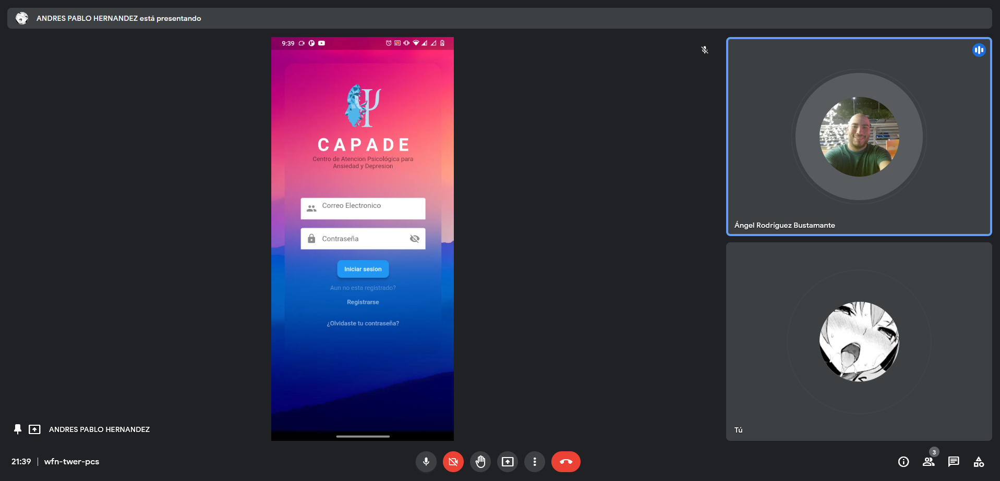 ANDRES PABLO HERNANDEZ está presentando
9:39
CAPADE
Centro de Atencion Psicológica para
Ansiedad y Depresion
Correo Electronico
Contraseña
Iniciar sesion
Aun no esta registrado?
Registrarse
¿Olvidaste tu contraseña?
Ángel Rodríguez Bustamante
Tú
ANDRES PABLO HERNANDEZ
21:39 | wfn-twer-pcs
3